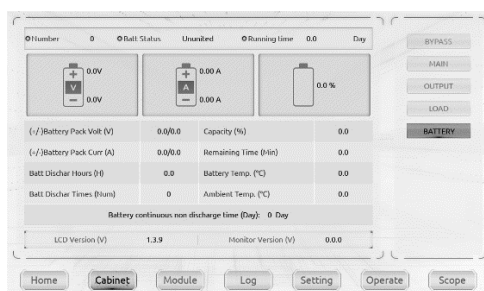 Number 0 Batt Status Ununited Running time 0.0 Day
BYPASS
MAIN
OUTPUT
LOAD
BATTERY
+ 0.0V
V
- 0.0V
+ 0.00 A
A
- 0.00 A
0.0 %
(+/-)Battery Pack Volt (V) 0.0/0.0 Capacity (%) 0.0
(+/-)Battery Pack Curr (A) 0.0/0.0 Remaining Time (Min) 0.0
Batt Dischar Hours (H) 0.0 Battery Temp. (°C) 0.0
Batt Dischar Times (Num) 0 Ambient Temp. (°C) 0.0
Battery continuous non discharge time (Day): 0 Day
LCD Version (V) 1.3.9 Monitor Version (V) 0.0.0
Home Cabinet Module Log Setting Operate Scope